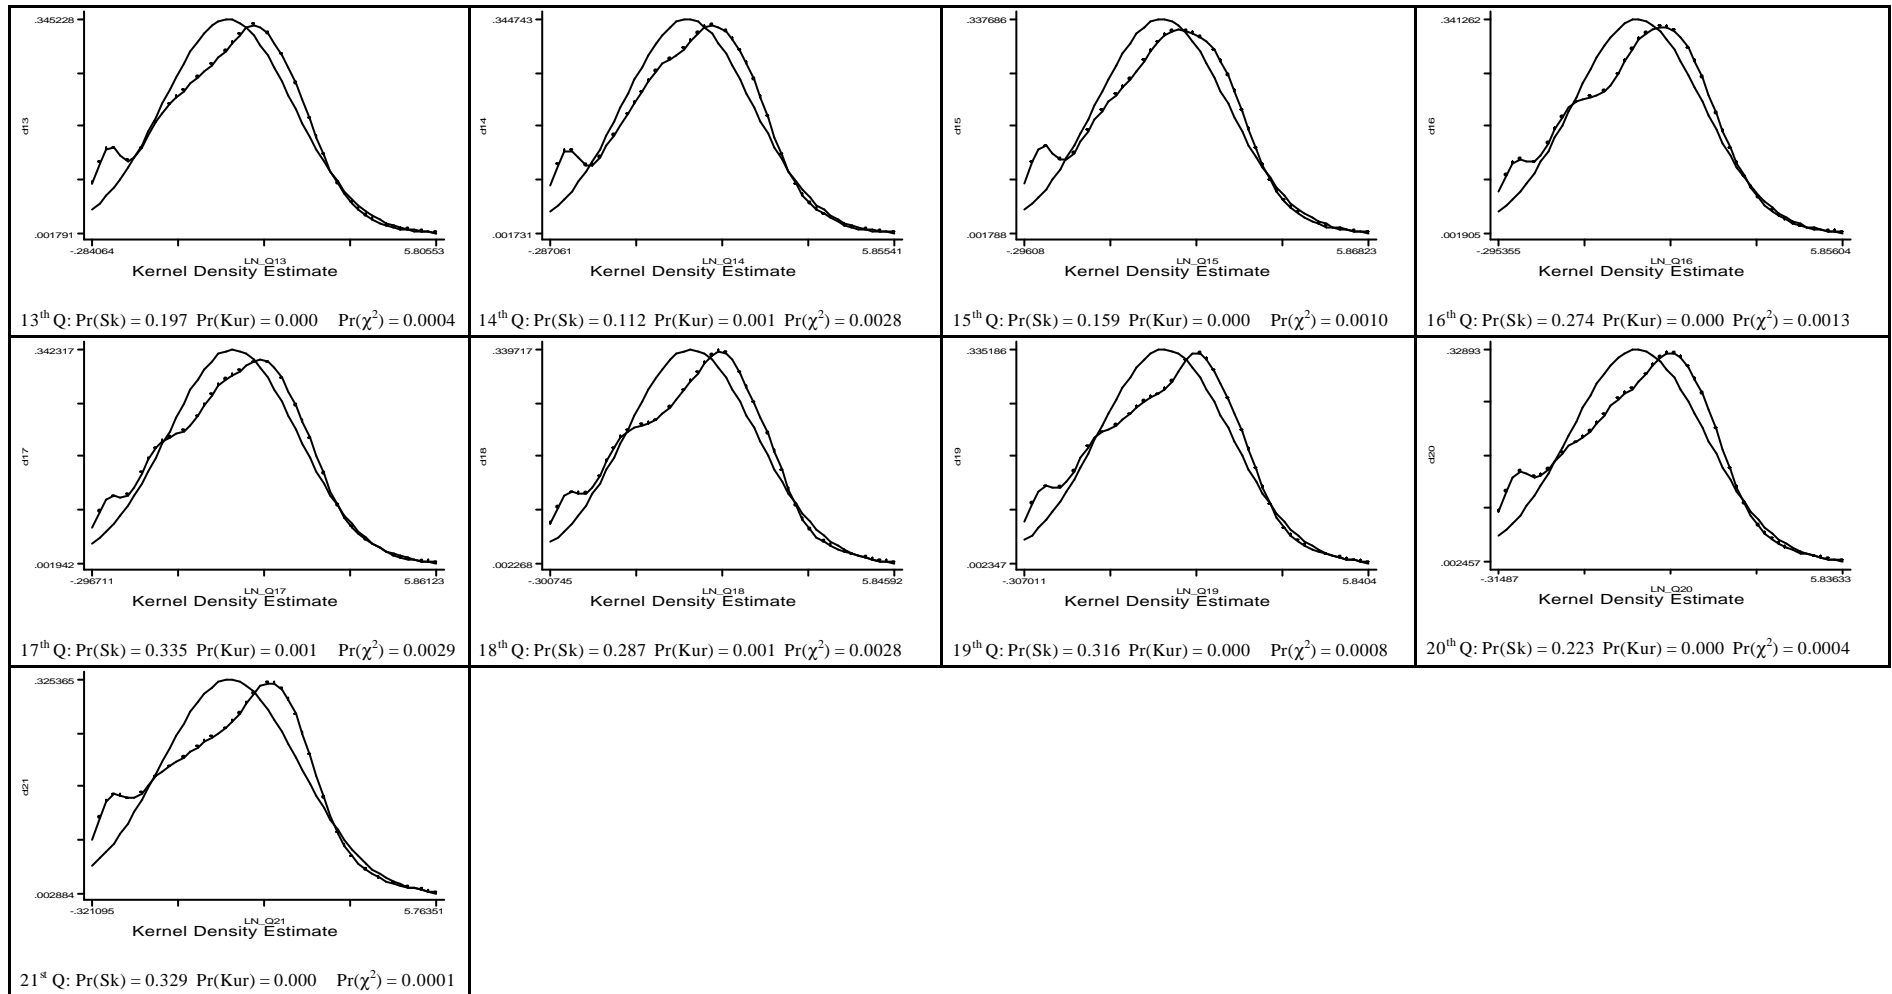 .345228
d13
.001791
-.284064
LN_Q13
5.80553
Kernel Density Estimate
13th Q: Pr(Sk) = 0.197 Pr(Kur) = 0.000 Pr(χ2) = 0.0004
.344743
d14
.001731
-.287061
LN_Q14
5.85541
Kernel Density Estimate
14th Q: Pr(Sk) = 0.112 Pr(Kur) = 0.001 Pr(χ2) = 0.0028
.337686
d15
.001788
-.29608
LN_Q15
5.86823
Kernel Density Estimate
15th Q: Pr(Sk) = 0.159 Pr(Kur) = 0.000 Pr(χ2) = 0.0010
.341262
d16
.001905
-.295355
LN_Q16
5.85604
Kernel Density Estimate
16th Q: Pr(Sk) = 0.274 Pr(Kur) = 0.000 Pr(χ2) = 0.0013
.342317
d17
.001942
-.296711
LN_Q17
5.86123
Kernel Density Estimate
17th Q: Pr(Sk) = 0.335 Pr(Kur) = 0.001 Pr(χ2) = 0.0029
.339717
d18
.002268
-.300745
LN_Q18
5.84592
Kernel Density Estimate
18th Q: Pr(Sk) = 0.287 Pr(Kur) = 0.001 Pr(χ2) = 0.0028
.335186
d19
.002347
-.307011
LN_Q19
5.8404
Kernel Density Estimate
19th Q: Pr(Sk) = 0.316 Pr(Kur) = 0.000 Pr(χ2) = 0.0008
.32893
d20
.002457
-.31487
LN_Q20
5.83633
Kernel Density Estimate
20th Q: Pr(Sk) = 0.223 Pr(Kur) = 0.000 Pr(χ2) = 0.0004
.325365
d21
.002884
-.321095
LN_Q21
5.76351
Kernel Density Estimate
21st Q: Pr(Sk) = 0.329 Pr(Kur) = 0.000 Pr(χ2) = 0.0001